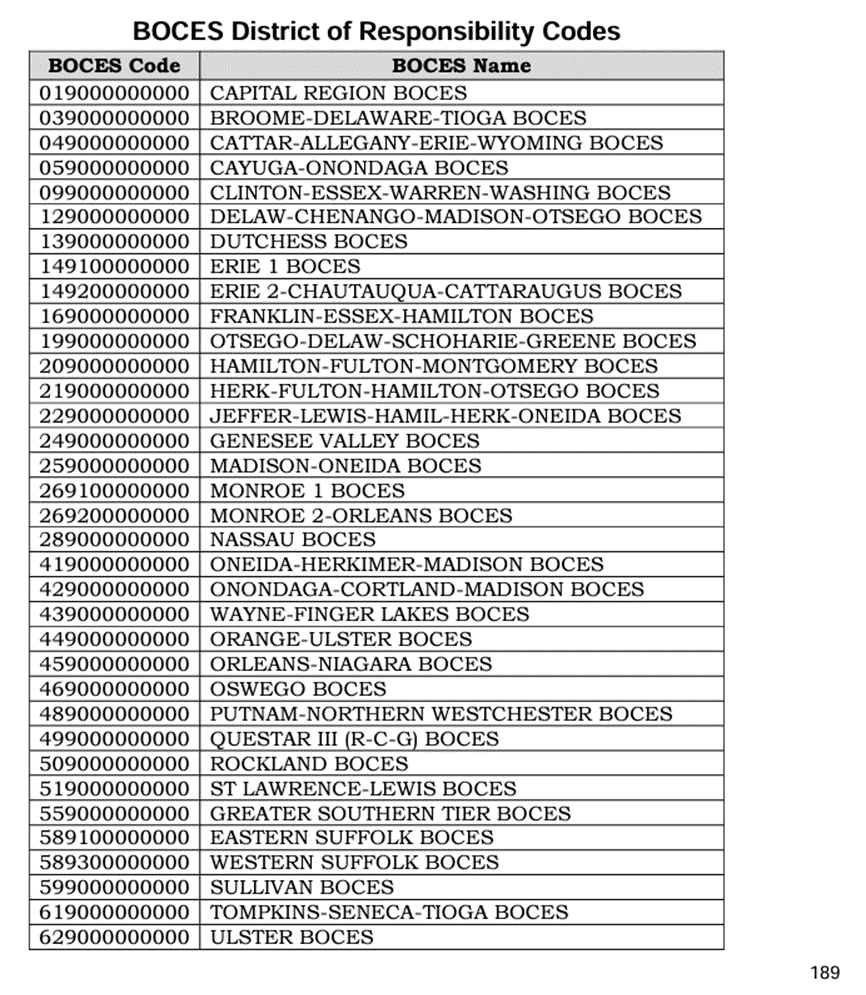 BOCES District of Responsibility Codes
BOCES Code BOCES Name
019000000000 CAPITAL REGION BOCES
039000000000 BROOME-DELAWARE-TIOGA BOCES
049000000000 CATTAR-ALLEGANY-ERIE-WYOMING BOCES
059000000000 CAYUGA-ONONDAGA BOCES
099000000000 CLINTON-ESSEX-WARREN-WASHING BOCES
129000000000 DELAW-CHENANGO-MADISON-OTSEGO BOCES
139000000000 DUTCHESS BOCES
149100000000 ERIE 1 BOCES
149200000000 ERIE 2-CHAUTAUQUA-CATTARAUGUS BOCES
169000000000 FRANKLIN-ESSEX-HAMILTON BOCES
199000000000 OTSEGO-DELAW-SCHOHARIE-GREENE BOCES
209000000000 HAMILTON-FULTON-MONTGOMERY BOCES
219000000000 HERK-FULTON-HAMILTON-OTSEGO BOCES
229000000000 JEFFER-LEWIS-HAMIL-HERK-ONEIDA BOCES
249000000000 GENESEE VALLEY BOCES
259000000000 MADISON-ONEIDA BOCES
269100000000 MONROE 1 BOCES
269200000000 MONROE 2-ORLEANS BOCES
289000000000 NASSAU BOCES
419000000000 ONEIDA-HERKIMER-MADISON BOCES
429000000000 ONONDAGA-CORTLAND-MADISON BOCES
439000000000 WAYNE-FINGER LAKES BOCES
449000000000 ORANGE-ULSTER BOCES
459000000000 ORLEANS-NIAGARA BOCES
469000000000 OSWEGO BOCES
489000000000 PUTNAM-NORTHERN WESTCHESTER BOCES
499000000000 QUESTAR III (R-C-G) BOCES
509000000000 ROCKLAND BOCES
519000000000 ST LAWRENCE-LEWIS BOCES
559000000000 GREATER SOUTHERN TIER BOCES
589100000000 EASTERN SUFFOLK BOCES
589300000000 WESTERN SUFFOLK BOCES
599000000000 SULLIVAN BOCES
619000000000 TOMPKINS-SENECA-TIOGA BOCES
629000000000 ULSTER BOCES
189